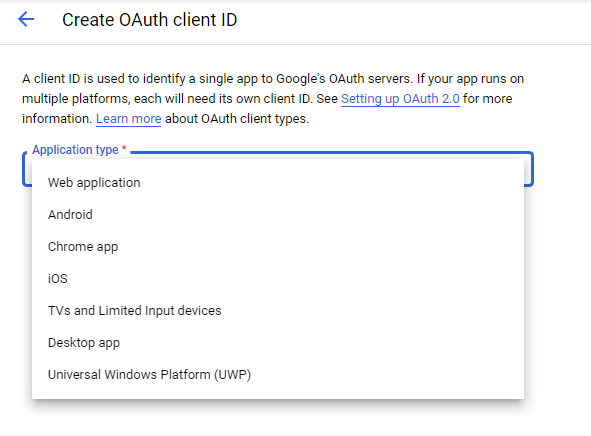 Create OAuth client ID
A client ID is used to identify a single app to Google's OAuth servers. If your app runs on
multiple platforms, each will need its own client ID. See Setting up OAuth 2.0 for more
information. Learn more about OAuth client types.
Application type *
Web application
Android
Chrome app
iOS
TVs and Limited Input devices
Desktop app
Universal Windows Platform (UWP)